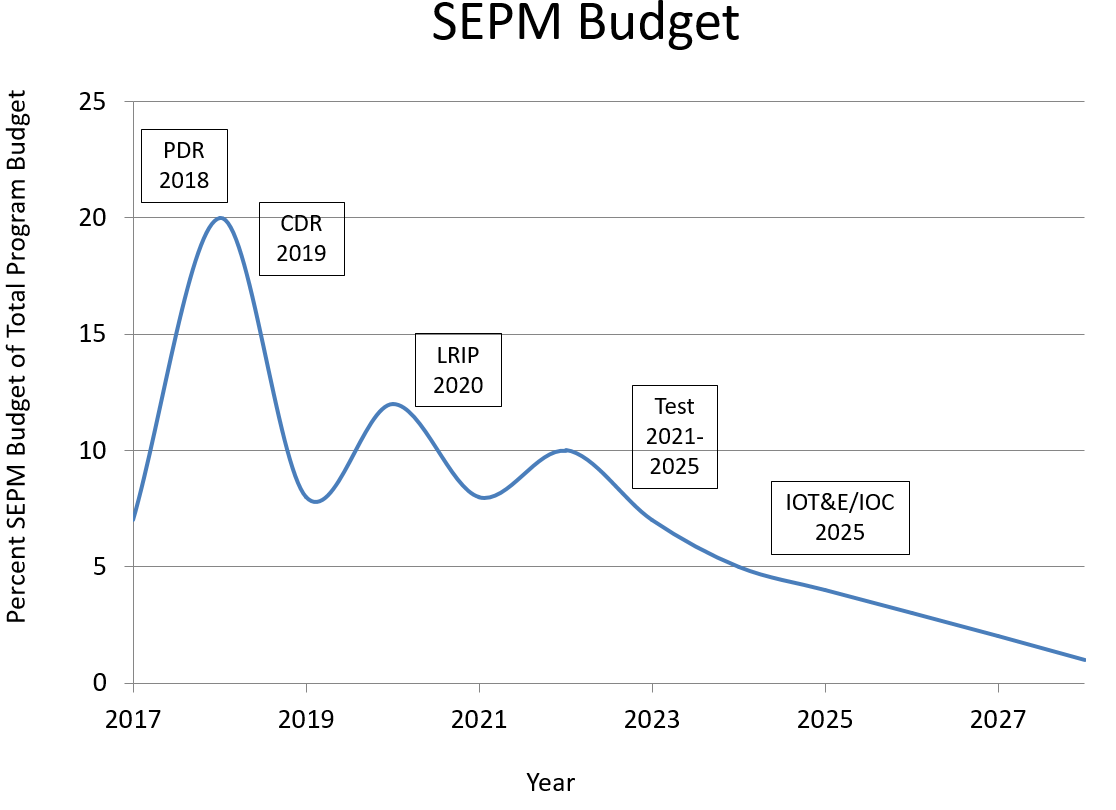 SEPM Budget
Percent SEPM Budget of Total Program Budget
25
20
15
10
5
0
PDR
2018
CDR
2019
LRIP
2020
Test
2021-
2025
IOT&E/IOC
2025
2017
2019
2021
2023
2025
2027
Year